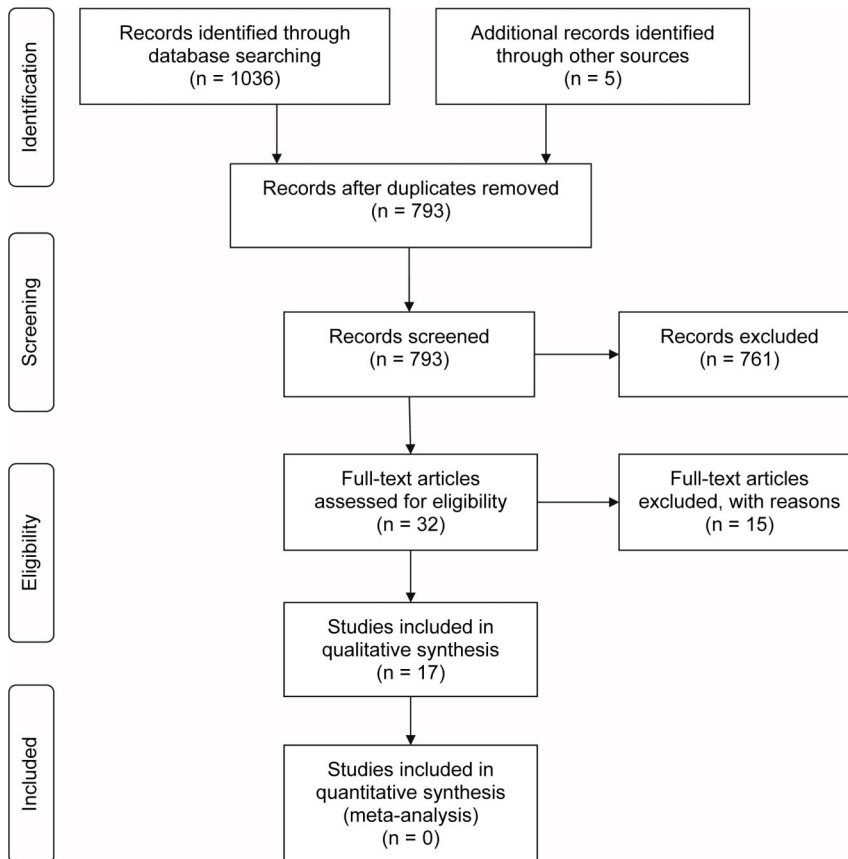 Identification
Records identified through
database searching
(n = 1036)
Additional records identified
through other sources
(n = 5)
Records after duplicates removed
(n = 793)
Screening
Records screened
(n = 793)
Records excluded
(n = 761)
Eligibility
Full-text articles
assessed for eligibility
(n = 32)
Full-text articles
excluded, with reasons
(n = 15)
Studies included in
qualitative synthesis
(n = 17)
Included
Studies included in
quantitative synthesis
(meta-analysis)
(n = 0)